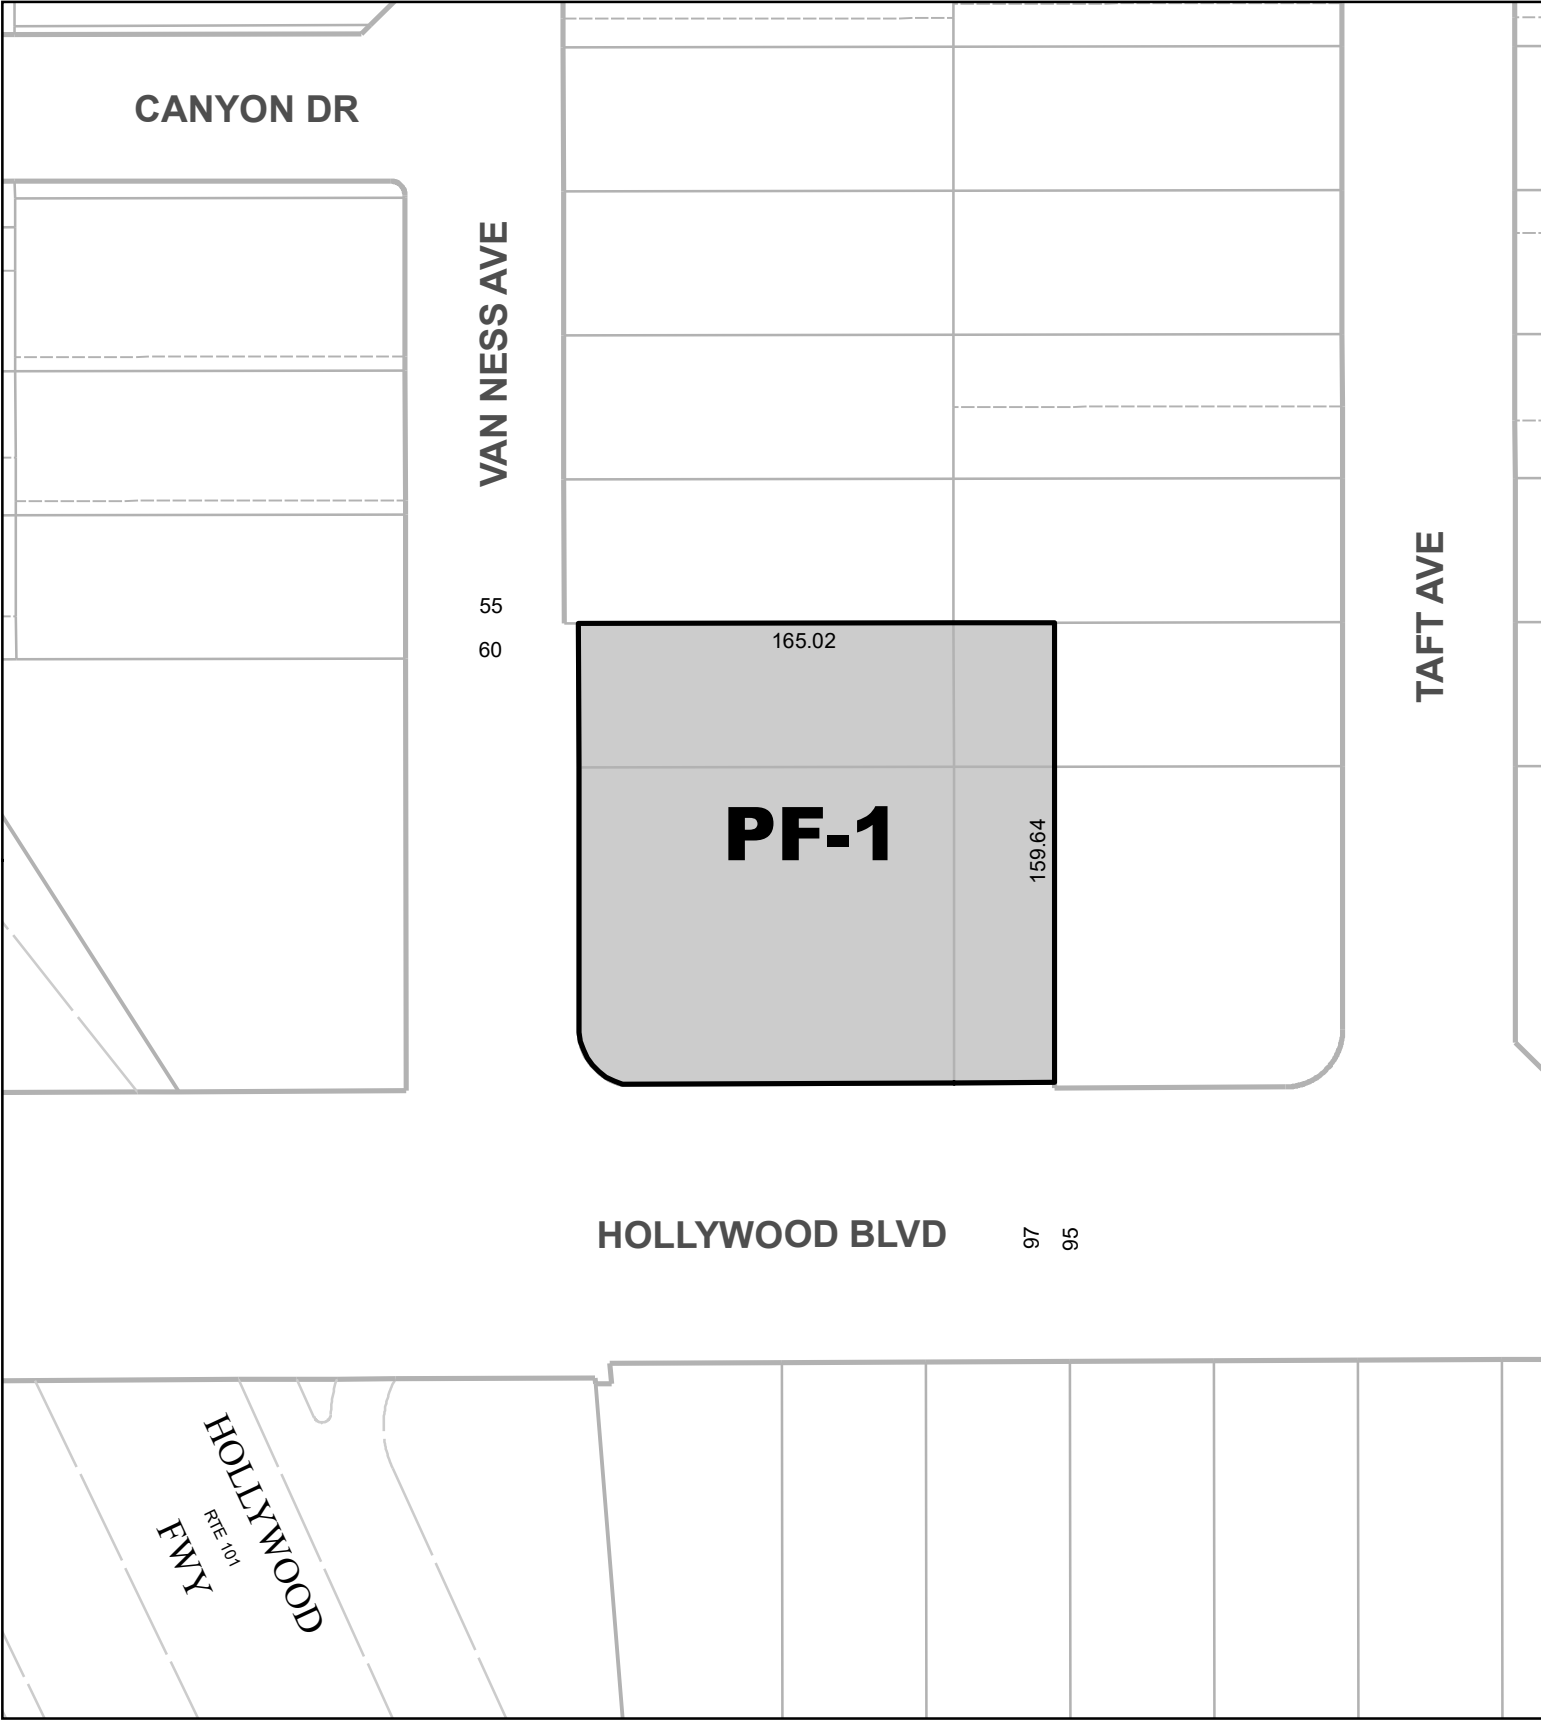 CANYON DR
VAN NESS AVE
55
60
165.02
TAFT AVE
PF-1
159.64
HOLLYWOOD BLVD
97
95
HOLLYWOOD
RTE 101
FWY